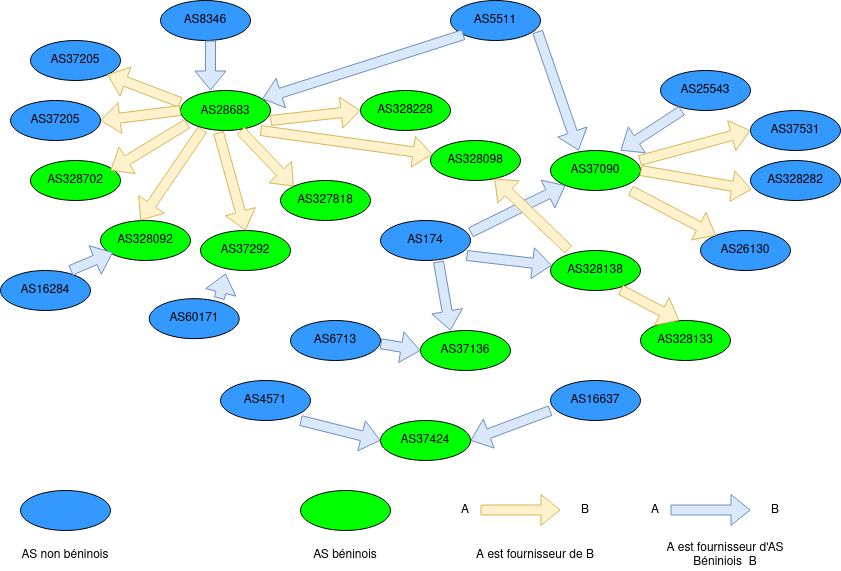 AS8346
AS5511
AS37205
AS25543
AS28683
AS328228
AS37205
AS37531
AS328098
AS37090
AS328702
AS328282
AS327818
AS328092
AS37292
AS174
AS26130
AS328138
AS16284
AS60171
AS6713
AS37136
AS328133
AS4571
AS16637
AS37424
A B A B
AS non béninois
AS béninois
A est fournisseur de B
A est fournisseur d'AS
Béniniois B